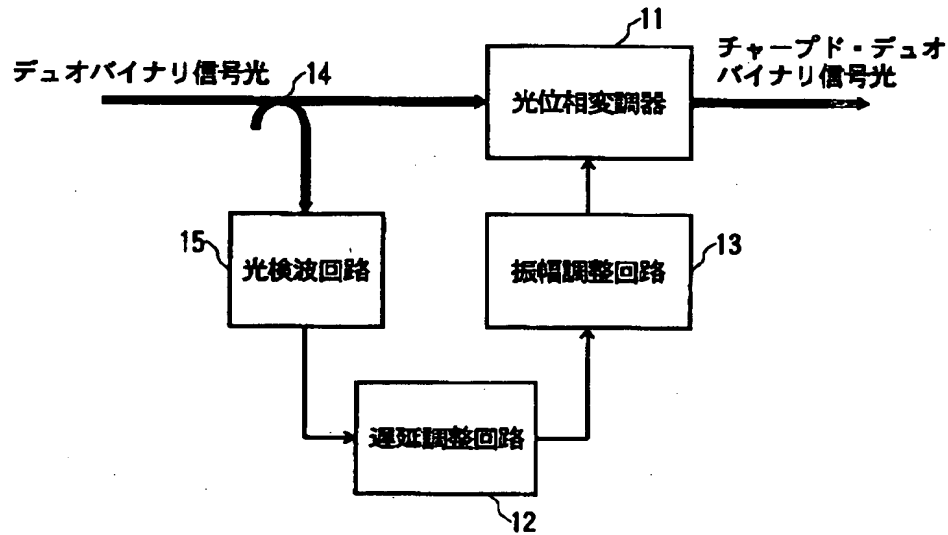 11
チャープド・デュオ
バイナリ信号光
デュオバイナリ信号光
14
光位相変調器
15
光検波回路
振幅調整回路
13
遅延調整回路
12